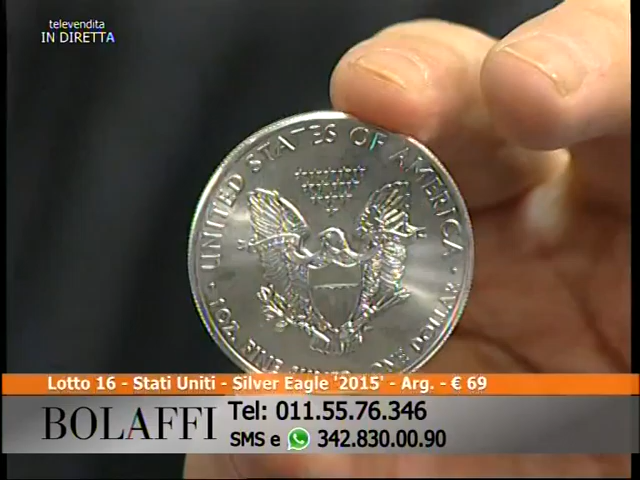 televendita
IN DIRETTA
UNITED STATES OF AMERICA
1 OZ. FINE SILVER ONE DOLLAR
Lotto 16 - Stati Uniti - Silver Eagle '2015' - Arg. - € 69
BOLAFFI
Tel: 011.55.76.346
SMS e 342.830.00.90